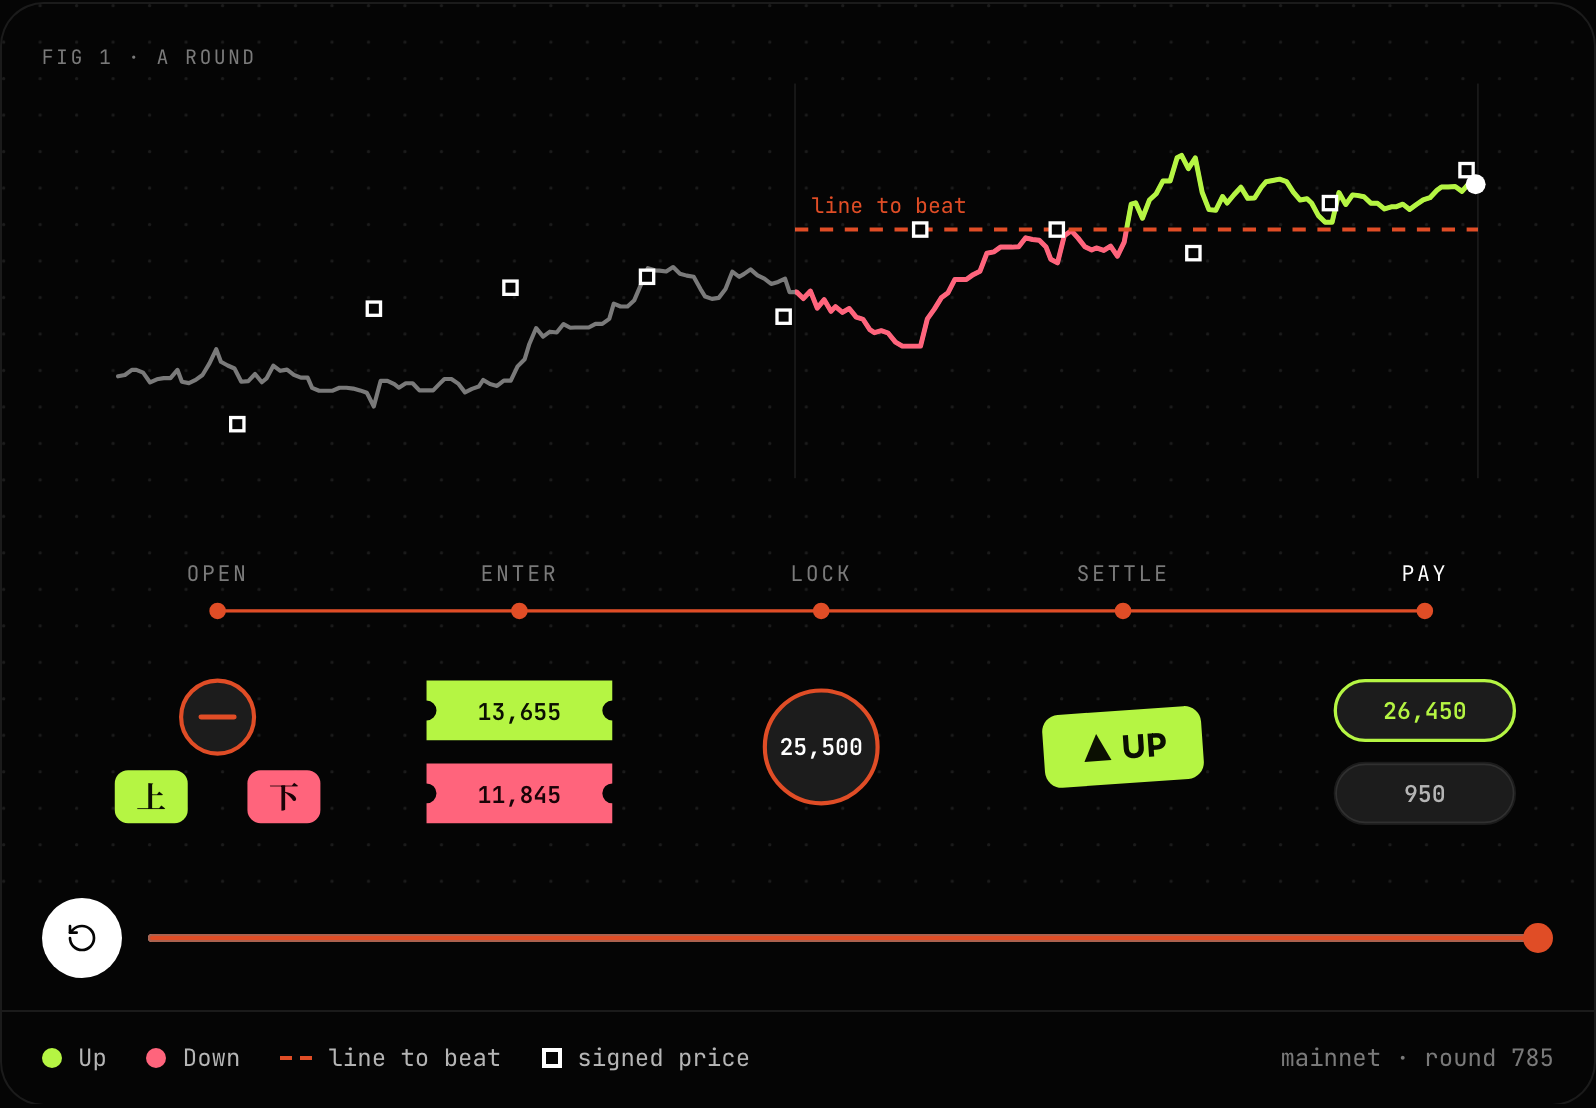 FIG 1 · A ROUND
line to beat
OPEN ENTER LOCK SETTLE PAY
上 下
13,655
11,845
25,500
▲ UP
26,450
950
Up Down line to beat signed price mainnet · round 785